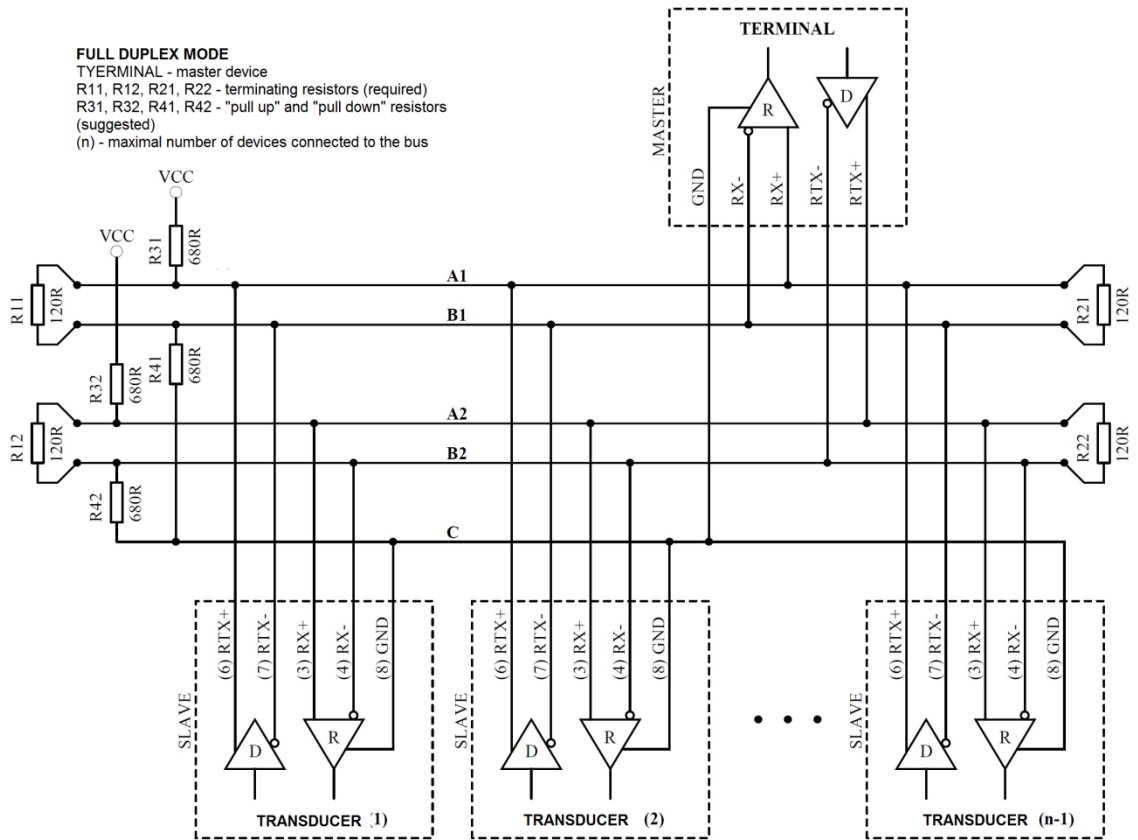 FULL DUPLEX MODE
TYERMINAL - master device
R11, R12, R21, R22 - terminating resistors (required)
R31, R32, R41, R42 - "pull up" and "pull down" resistors
(suggested)
(n) - maximal number of devices connected to the bus
TERMINAL
MASTER
R
D
GND
RX-
RX+
RTX-
RTX+
VCC
R31
680R
VCC
A1
R11
120R
R21
120R
B1
R41
680R
R32
680R
A2
R12
120R
R22
120R
B2
R42
680R
C
SLAVE
(6) RTX+
(7) RTX-
(3) RX+
(4) RX-
(8) GND
D
R
TRANSDUCER (1)
SLAVE
(6) RTX+
(7) RTX-
(3) RX+
(4) RX-
(8) GND
D
R
TRANSDUCER (2)
SLAVE
(6) RTX+
(7) RTX-
(3) RX+
(4) RX-
(8) GND
D
R
TRANSDUCER (n-1)